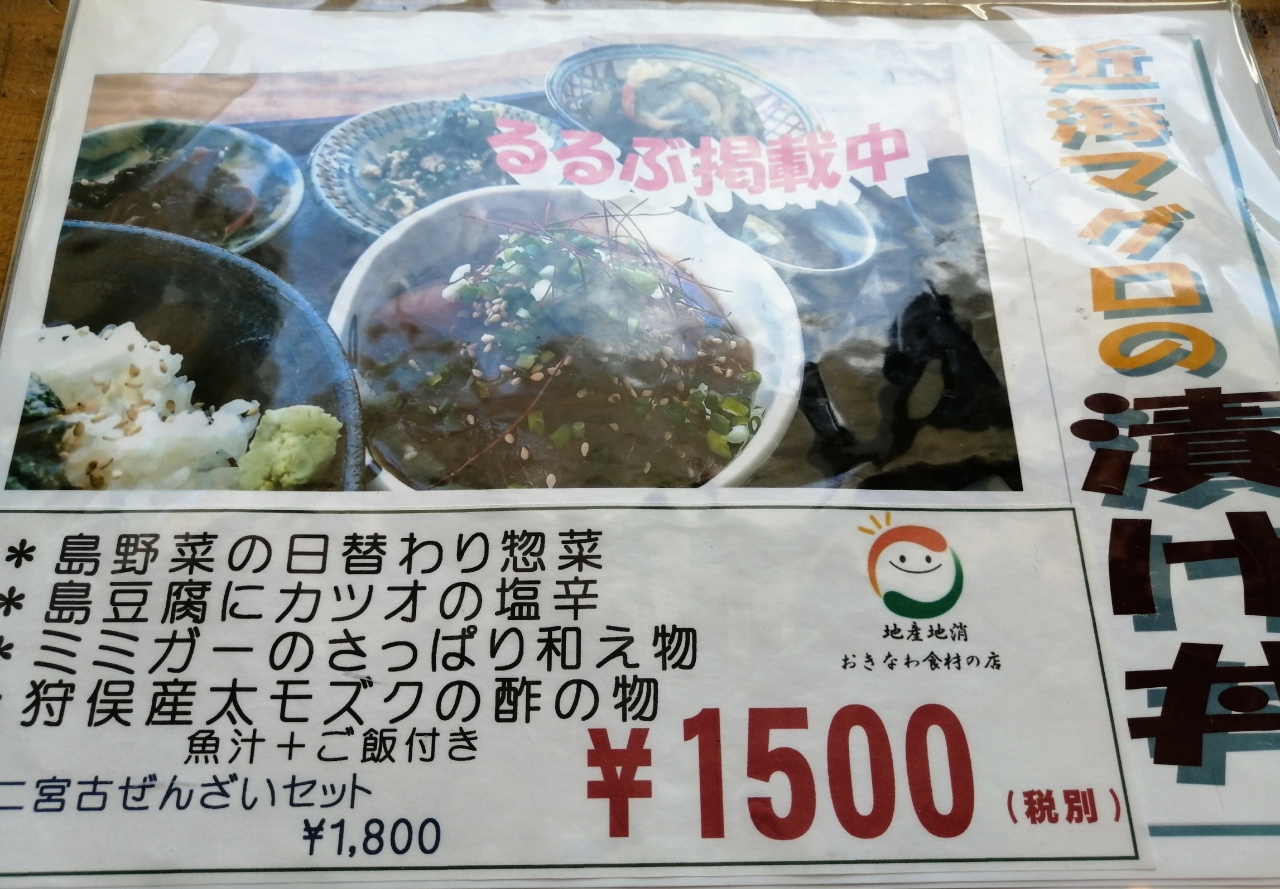 近海マグロの漬け丼
るるぶ掲載中
* 島野菜の日替わり惣菜
* 島豆腐にカツオの塩辛
* ミミガーのさっぱり和え物
狩俣産太モズクの酢の物
魚汁＋ご飯付き
ミニ宮古ぜんざいセット
¥1,800
地産地消
おきなわ食材の店
¥1500
(税別)